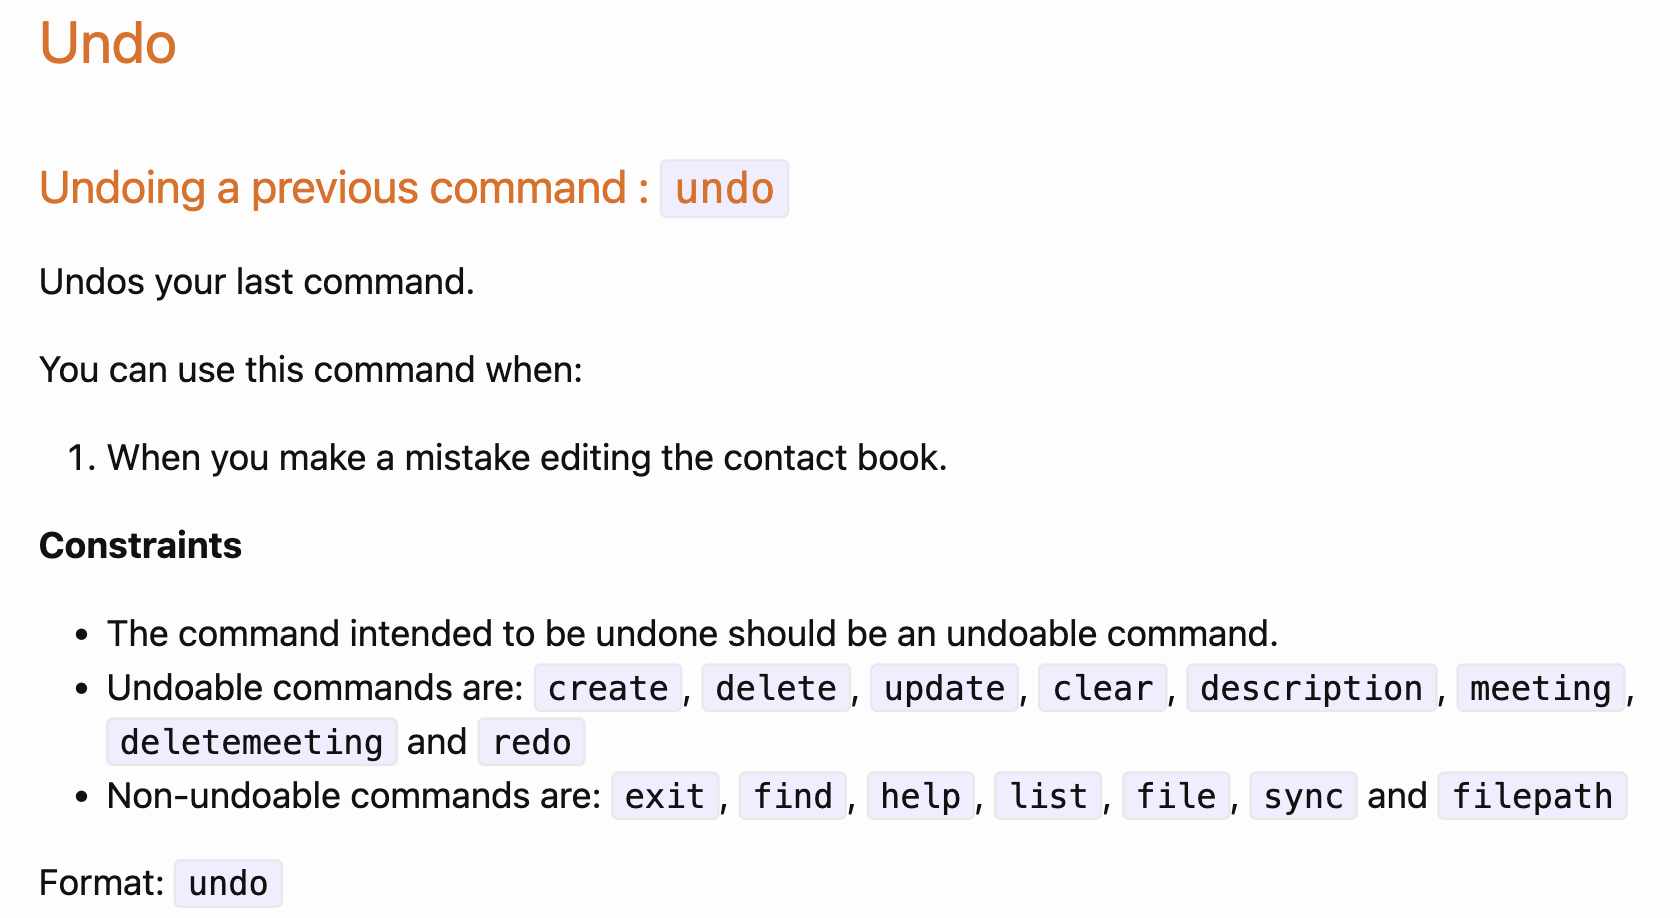 Undo
Undoing a previous command : undo
Undos your last command.
You can use this command when:
1. When you make a mistake editing the contact book.
Constraints
• The command intended to be undone should be an undoable command.
• Undoable commands are: create, delete, update, clear, description, meeting,
deletemeeting and redo
• Non-undoable commands are: exit, find, help, list, file, sync and filepath
Format: undo